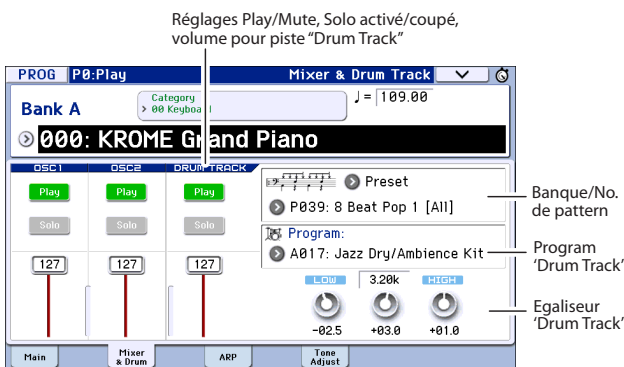 Réglages Play/Mute, Solo activé/coupé,
volume pour piste “Drum Track”
PROG P0:Play Mixer & Drum Track
Bank A
Category
00 Keyboard
♩= 109.00
000: KROME Grand Piano
OSC1 OSC2 DRUM TRACK
Play Play Play
Solo Solo Solo
127 127 127
Preset
P039: 8 Beat Pop 1 [All]
Program:
A017: Jazz Dry/Ambience Kit
LOW 3.20k HIGH
-02.5 +03.0 +01.0
Main Mixer & Drum ARP Tone Adjust
Banque/No.
de pattern
Program
‘Drum Track’
Egaliseur
‘Drum Track’